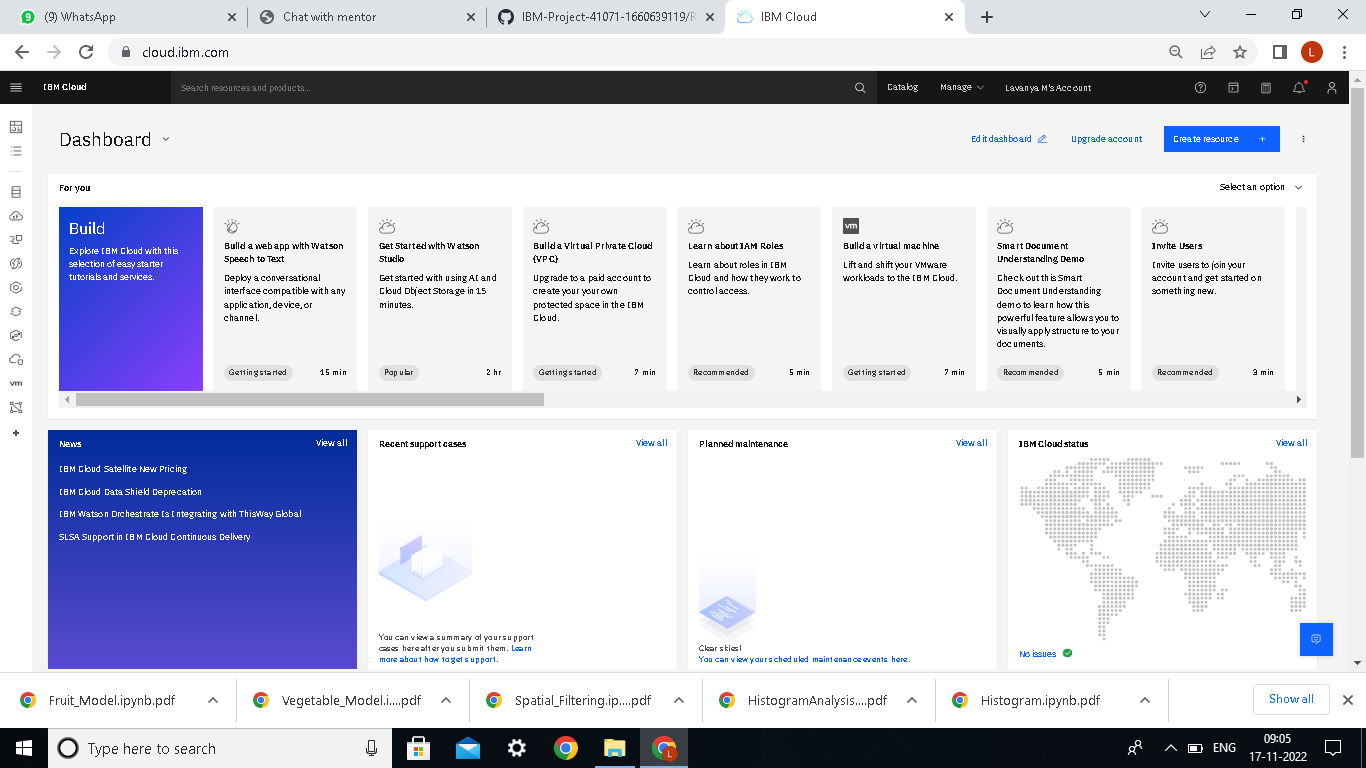 (9) WhatsApp
Chat with mentor
IBM-Project-41071-1660639119/R
IBM Cloud
cloud.ibm.com
L
IBM Cloud
Search resources and products...
Catalog
Manage
Lavanya M's Account
Dashboard
Edit dashboard
Upgrade account
Create resource +
For you
Select an option
Build
Explore IBM Cloud with this
selection of easy starter
tutorials and services.
Build a web app with Watson
Speech to Text
Deploy a conversational
interface compatible with any
application, device, or
channel.
Getting started
15 min
Get Started with Watson
Studio
Get started with using AI and
Cloud Object Storage in 15
minutes.
Popular
2 hr
Build a Virtual Private Cloud
(VPC)
Upgrade to a paid account to
create your your own
protected space in the IBM
Cloud.
Getting started
7 min
Learn about IAM Roles
Learn about roles in IBM
Cloud and how they work to
control access.
Recommended
5 min
vm
Build a virtual machine
Lift and shift your VMware
workloads to the IBM Cloud.
Getting started
7 min
Smart Document
Understanding Demo
Check out this Smart
Document Understanding
demo to learn how this
powerful feature allows you to
visually apply structure to your
documents.
Recommended
5 min
Invite Users
Invite users to join your
account and get started on
something new.
Recommended
3 min
vm
News
View all
IBM Cloud Satellite New Pricing
IBM Cloud Data Shield Deprecation
IBM Watson Orchestrate Is Integrating with ThisWay Global
SLSA Support in IBM Cloud Continuous Delivery
Recent support cases
View all
You can view a summary of your support
cases here after you submit them. Learn
more about how to get support.
Planned maintenance
View all
Clear skies!
You can view your scheduled maintenance events here.
IBM Cloud status
View all
No issues
Fruit_Model.ipynb.pdf
Vegetable_Model.i....pdf
Spatial_Filtering.ip....pdf
HistogramAnalysis....pdf
Histogram.ipynb.pdf
Show all
Type here to search
L
ENG
09:05
17-11-2022